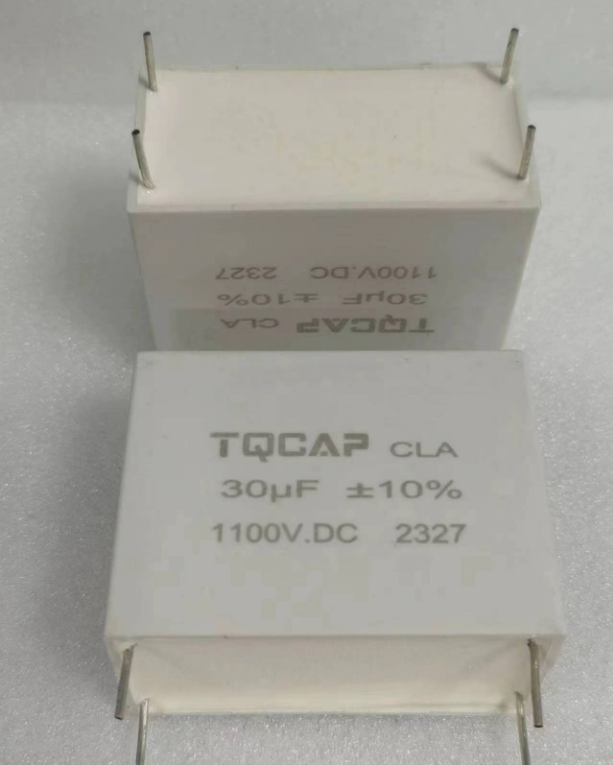 1100V.DC 2327
30µF ±10%
TQCAP CLA
TQCAP CLA
30µF ±10%
1100V.DC 2327